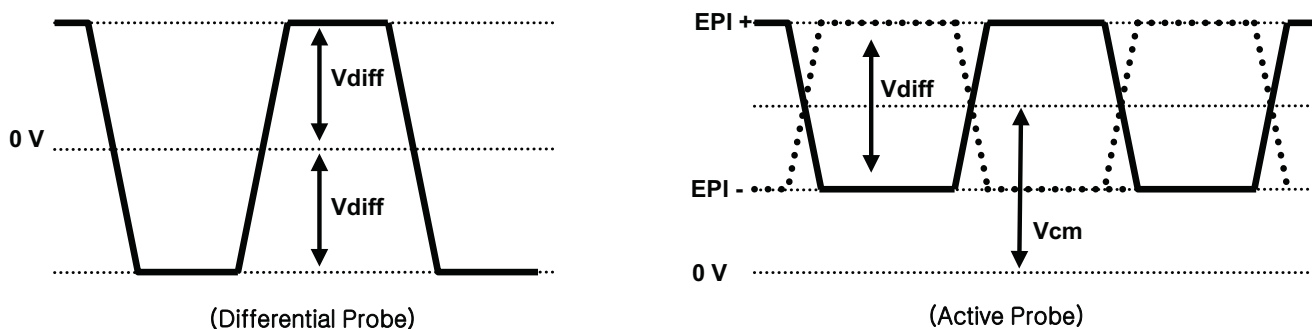 Vdiff
0 V
Vdiff
(Differential Probe)
EPI +
Vdiff
EPI -
Vcm
0 V
(Active Probe)